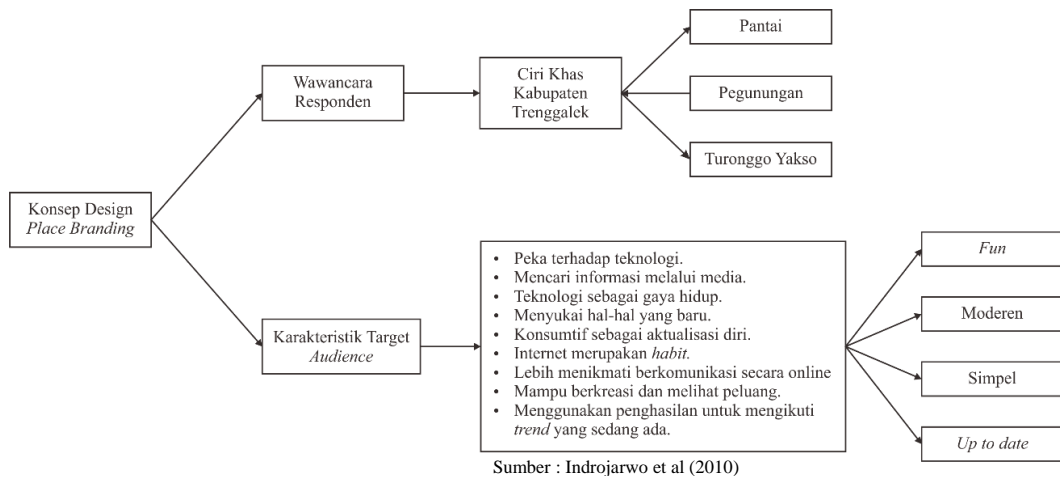 Konsep Design
Place Branding
Wawancara
Responden
Ciri Khas
Kabupaten
Trenggalek
Pantai
Pegunungan
Turonggo Yakso
Karakteristik Target
Audience
• Peka terhadap teknologi.
• Mencari informasi melalui media.
• Teknologi sebagai gaya hidup.
• Menyukai hal-hal yang baru.
• Konsumtif sebagai aktualisasi diri.
• Internet merupakan habit.
• Lebih menikmati berkomunikasi secara online
• Mampu berkreasi dan melihat peluang.
• Menggunakan penghasilan untuk mengikuti
trend yang sedang ada.
Fun
Moderen
Simpel
Up to date
Sumber : Indrojarwo et al (2010)